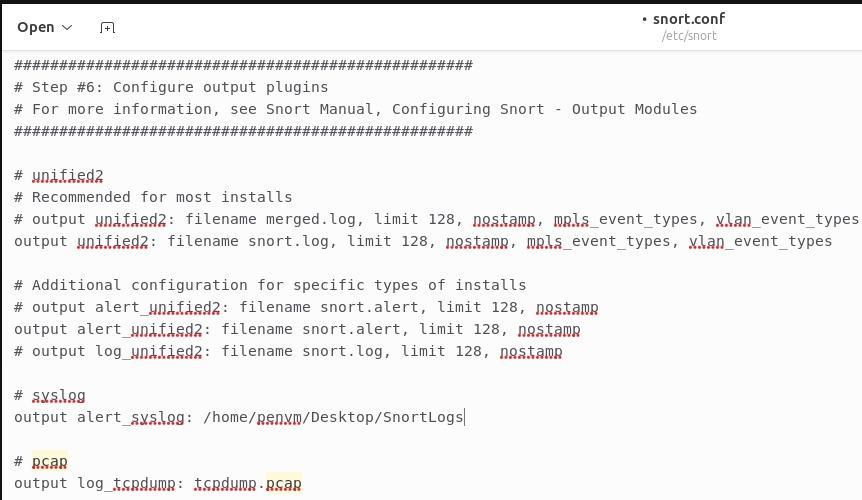 Open
• snort.conf
/etc/snort
###################################################
# Step #6: Configure output plugins
# For more information, see Snort Manual, Configuring Snort - Output Modules
###################################################
# unified2
# Recommended for most installs
# output unified2: filename merged.log, limit 128, nostamp, mpls_event_types, vlan_event_types
output unified2: filename snort.log, limit 128, nostamp, mpls_event_types, vlan_event_types
# Additional configuration for specific types of installs
# output alert_unified2: filename snort.alert, limit 128, nostamp
output alert_unified2: filename snort.alert, limit 128, nostamp
# output log_unified2: filename snort.log, limit 128, nostamp
# syslog
output alert_syslog: /home/penvm/Desktop/SnortLogs
# pcap
output log_tcpdump: tcpdump.pcap